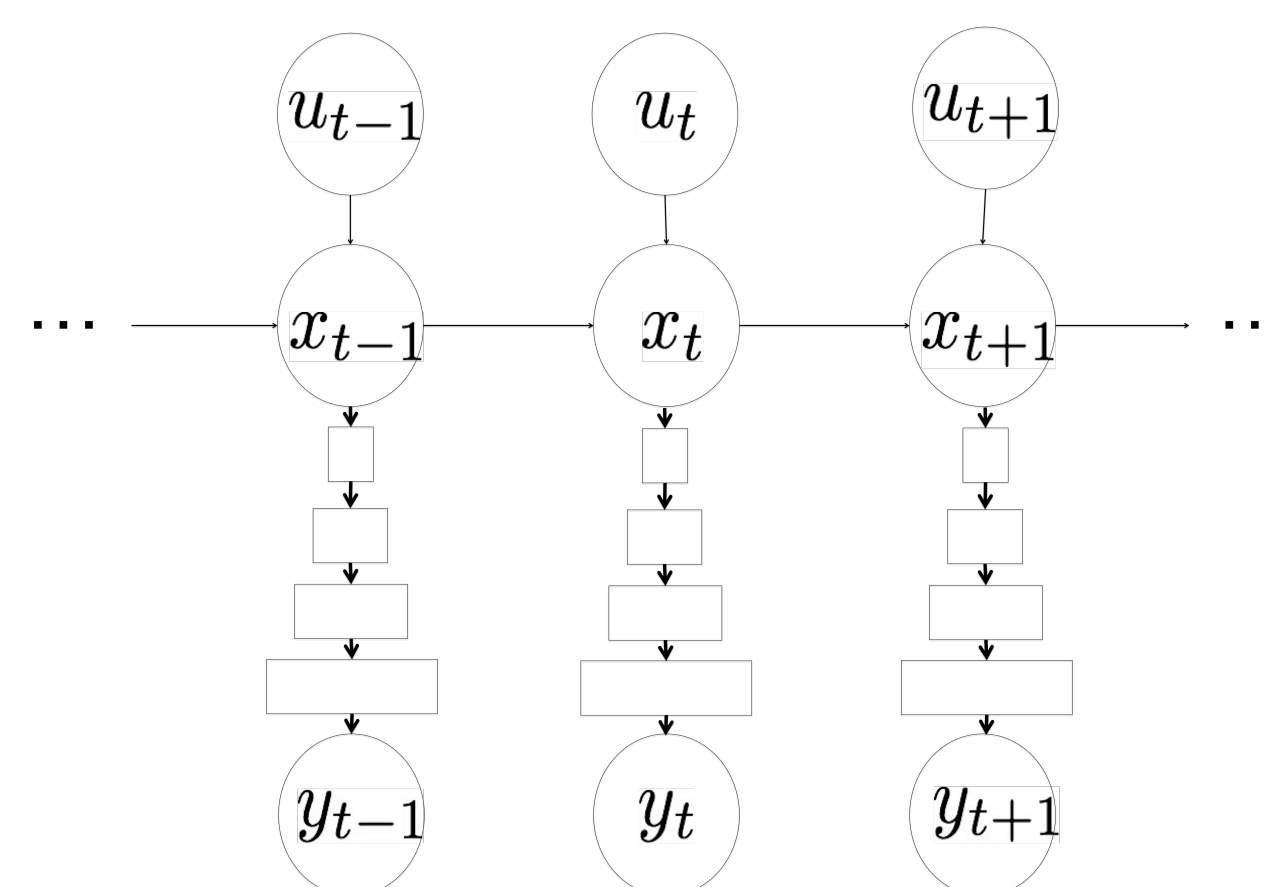 u_{t-1} u_t u_{t+1}
... x_{t-1} x_t x_{t+1} ..
y_{t-1} y_t y_{t+1}